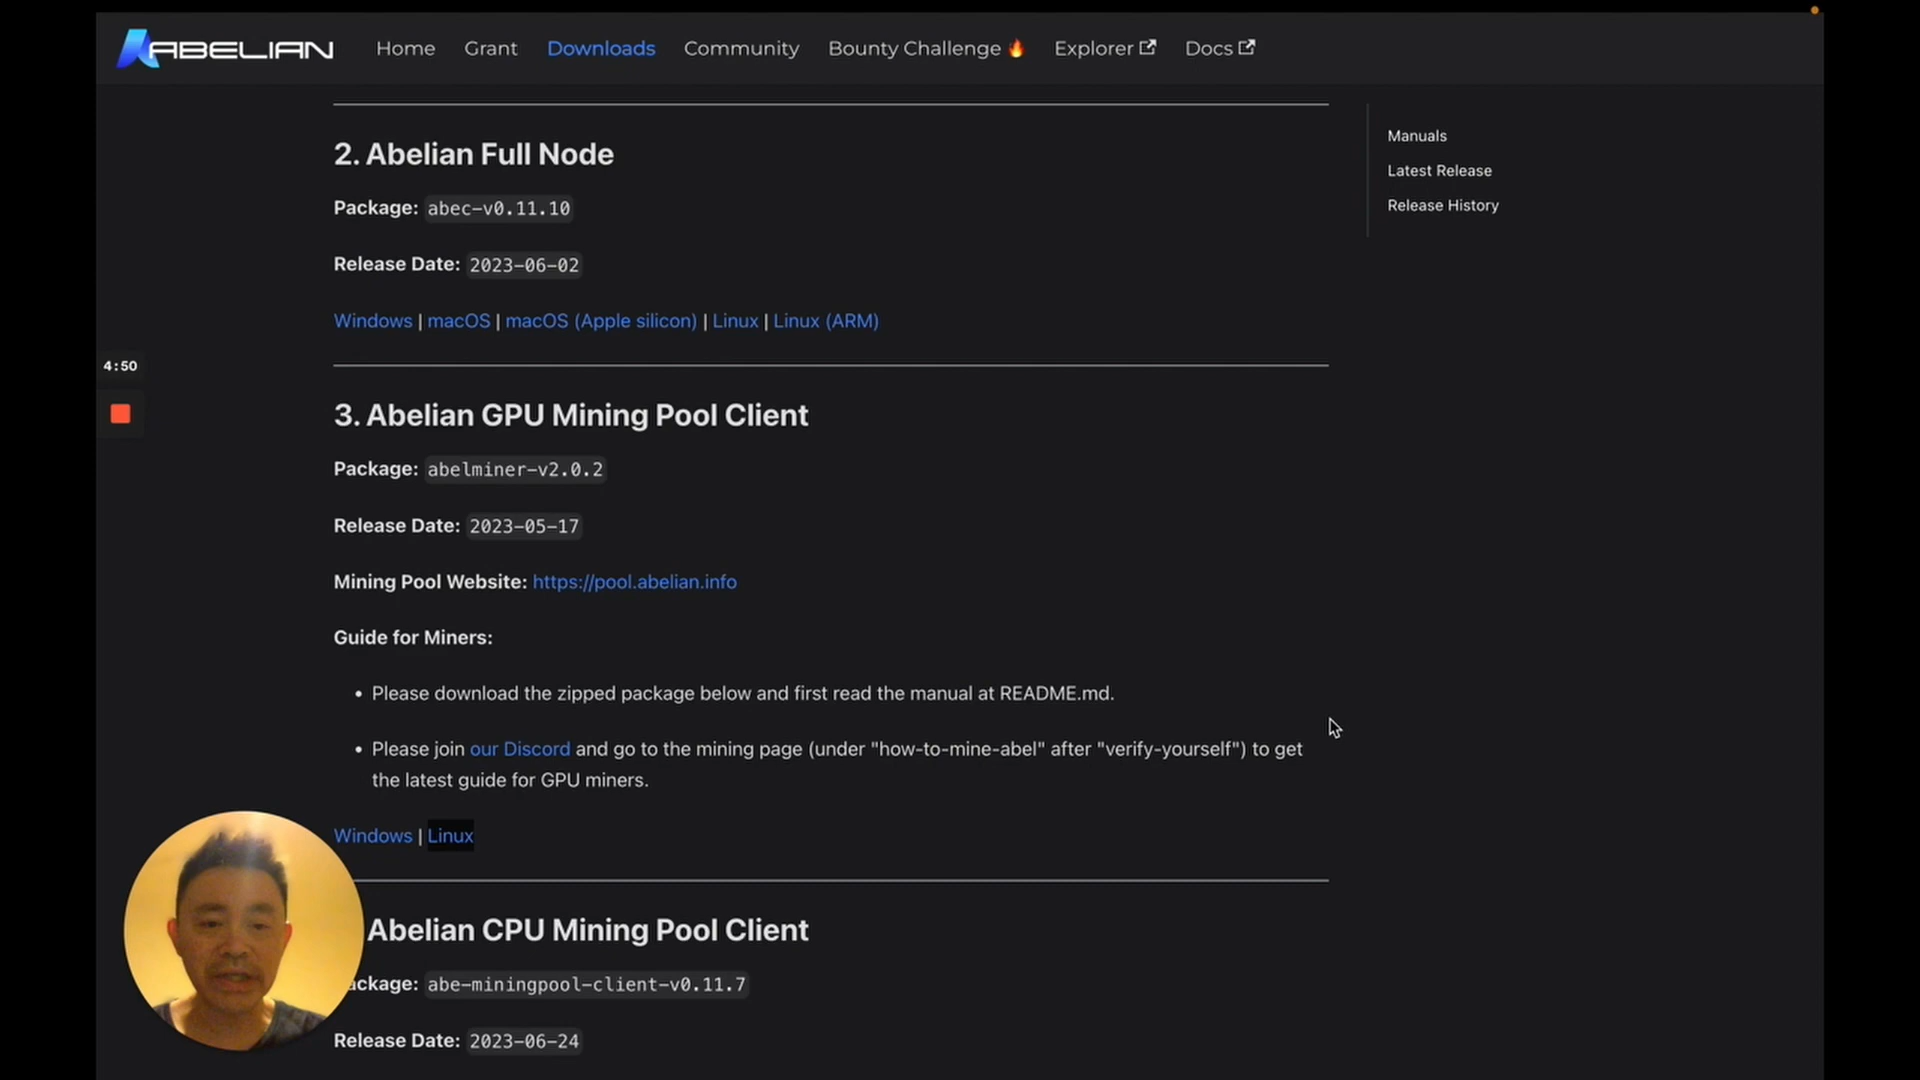 ABELIAN
Home Grant Downloads Community Bounty Challenge Explorer Docs
2. Abelian Full Node
Package: abec-v0.11.10
Release Date: 2023-06-02
Windows | macOS | macOS (Apple silicon) | Linux | Linux (ARM)
Manuals
Latest Release
Release History
4:50
3. Abelian GPU Mining Pool Client
Package: abelminer-v2.0.2
Release Date: 2023-05-17
Mining Pool Website: https://pool.abelian.info
Guide for Miners:
• Please download the zipped package below and first read the manual at README.md.
• Please join our Discord and go to the mining page (under "how-to-mine-abel" after "verify-yourself") to get
the latest guide for GPU miners.
Windows | Linux
Abelian CPU Mining Pool Client
ackage: abe-miningpool-client-v0.11.7
Release Date: 2023-06-24